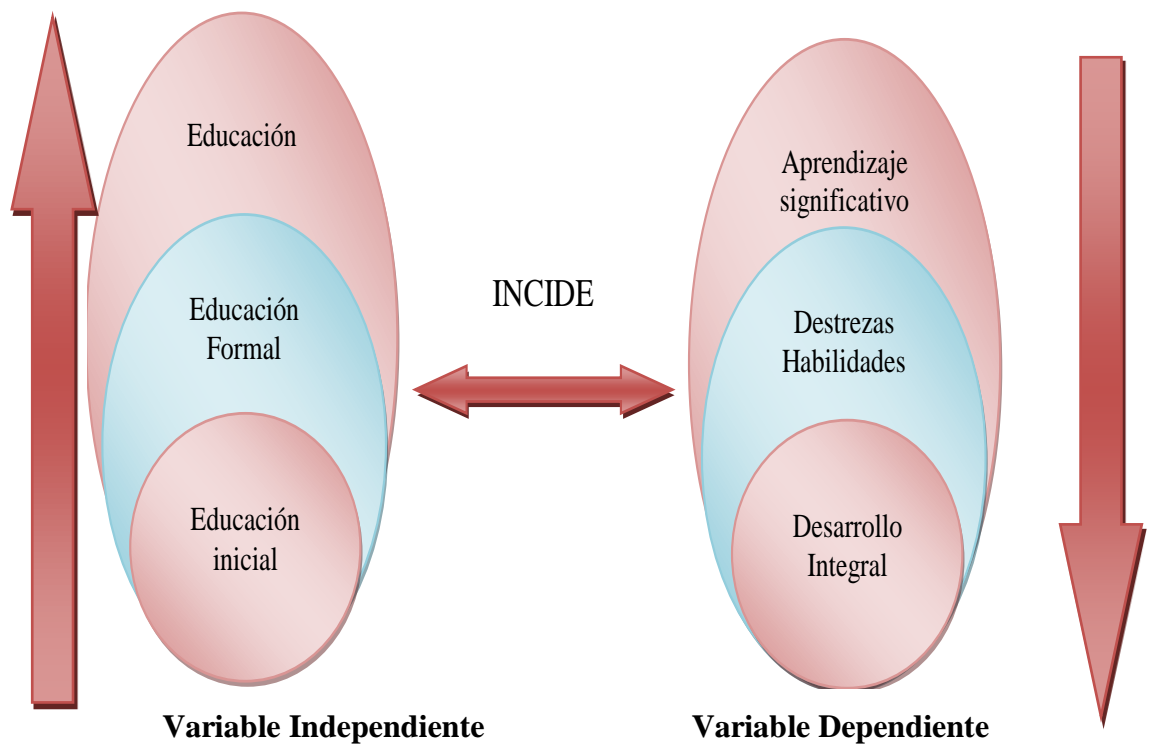 Educación
Educación
Formal
Educación
inicial
INCIDE
Aprendizaje
significativo
Destrezas
Habilidades
Desarrollo
Integral
Variable Independiente
Variable Dependiente